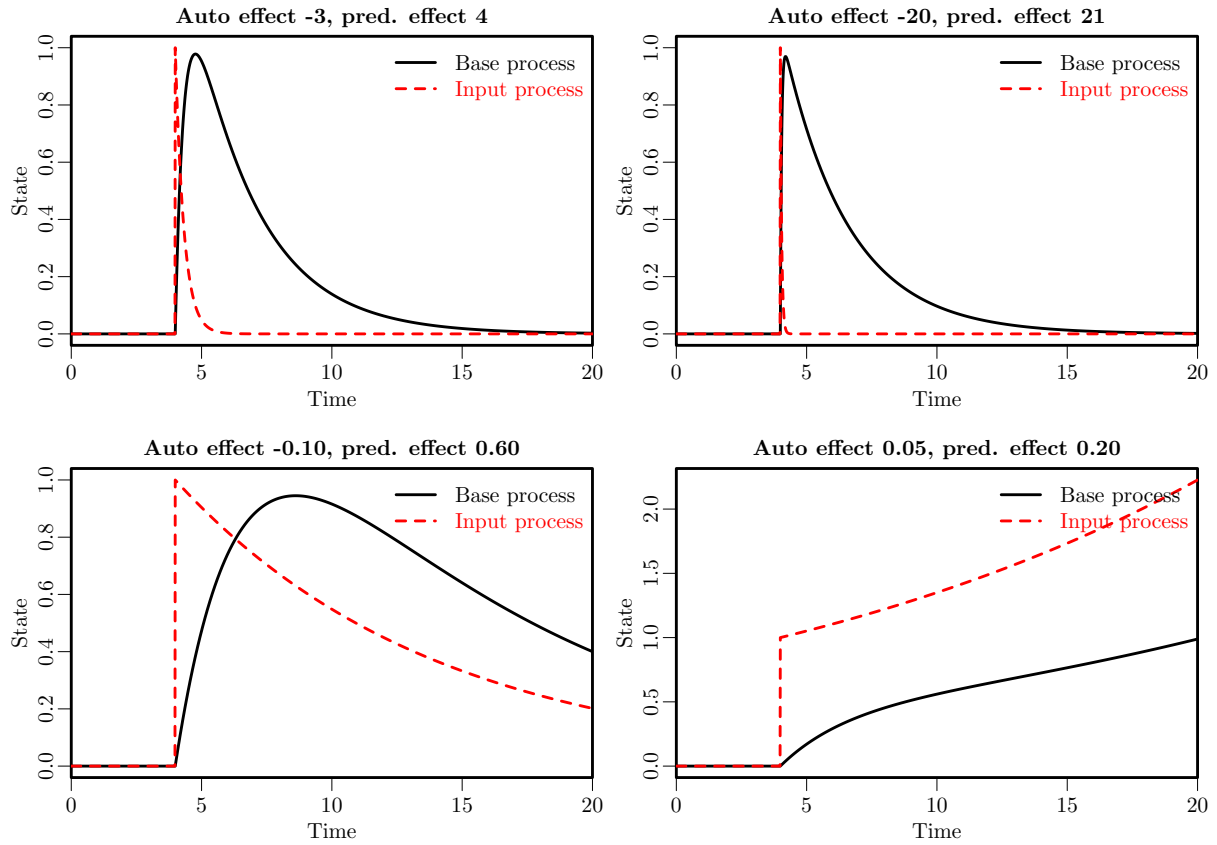 Auto effect -3, pred. effect 4
State
0.0 0.2 0.4 0.6 0.8 1.0
Base process
Input process
0 5 10 15 20
Time
Auto effect -20, pred. effect 21
State
0.0 0.2 0.4 0.6 0.8 1.0
Base process
Input process
0 5 10 15 20
Time
Auto effect -0.10, pred. effect 0.60
State
0.0 0.2 0.4 0.6 0.8 1.0
Base process
Input process
0 5 10 15 20
Time
Auto effect 0.05, pred. effect 0.20
State
0.0 0.5 1.0 1.5 2.0
Base process
Input process
0 5 10 15 20
Time